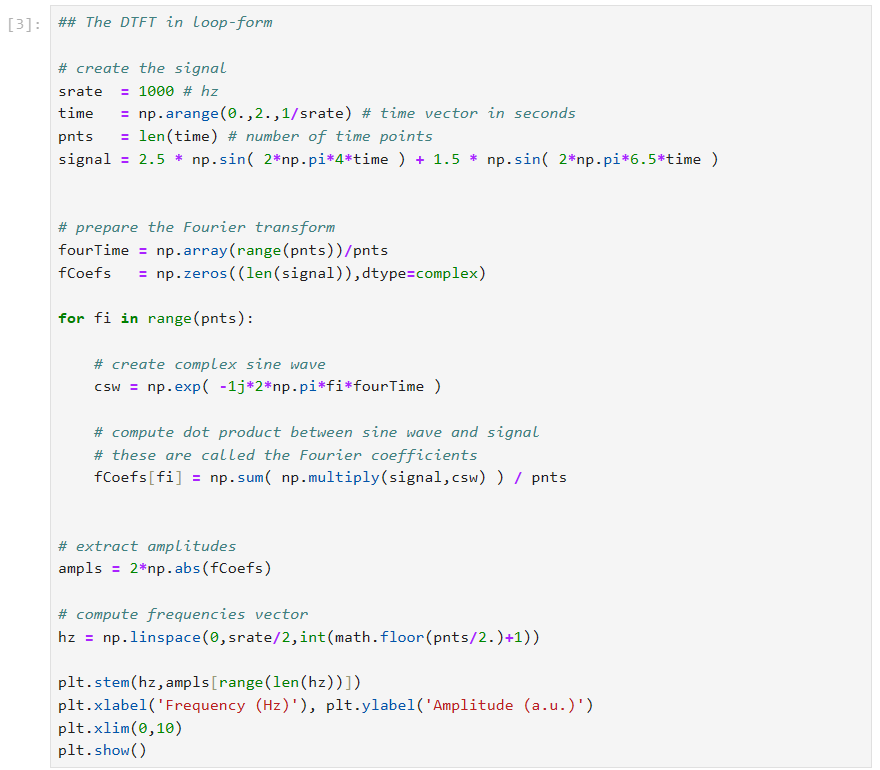 [3]:
## The DTFT in loop-form
# create the signal
srate  = 1000 # hz
time   = np.arange(0.,2.,1/srate) # time vector in seconds
pnts   = len(time) # number of time points
signal = 2.5 * np.sin( 2*np.pi*4*time ) + 1.5 * np.sin( 2*np.pi*6.5*time )
# prepare the Fourier transform
fourTime = np.array(range(pnts))/pnts
fCoefs   = np.zeros((len(signal)),dtype=complex)
for fi in range(pnts):
    # create complex sine wave
    csw = np.exp( -1j*2*np.pi*fi*fourTime )
    # compute dot product between sine wave and signal
    # these are called the Fourier coefficients
    fCoefs[fi] = np.sum( np.multiply(signal,csw) ) / pnts
# extract amplitudes
ampls = 2*np.abs(fCoefs)
# compute frequencies vector
hz = np.linspace(0,srate/2,int(math.floor(pnts/2.)+1))
plt.stem(hz,ampls[range(len(hz))])
plt.xlabel('Frequency (Hz)'), plt.ylabel('Amplitude (a.u.)')
plt.xlim(0,10)
plt.show()